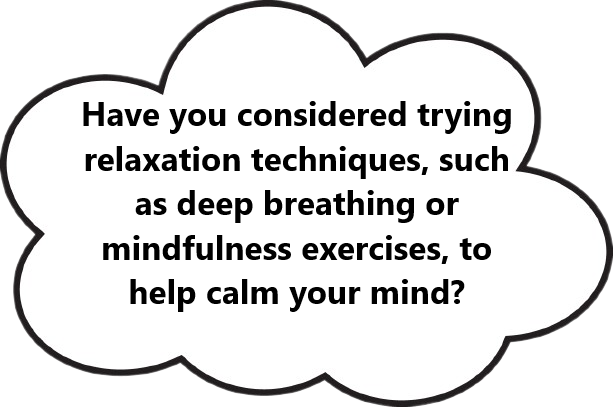 Have you considered trying
relaxation techniques, such
as deep breathing or
mindfulness exercises, to
help calm your mind?